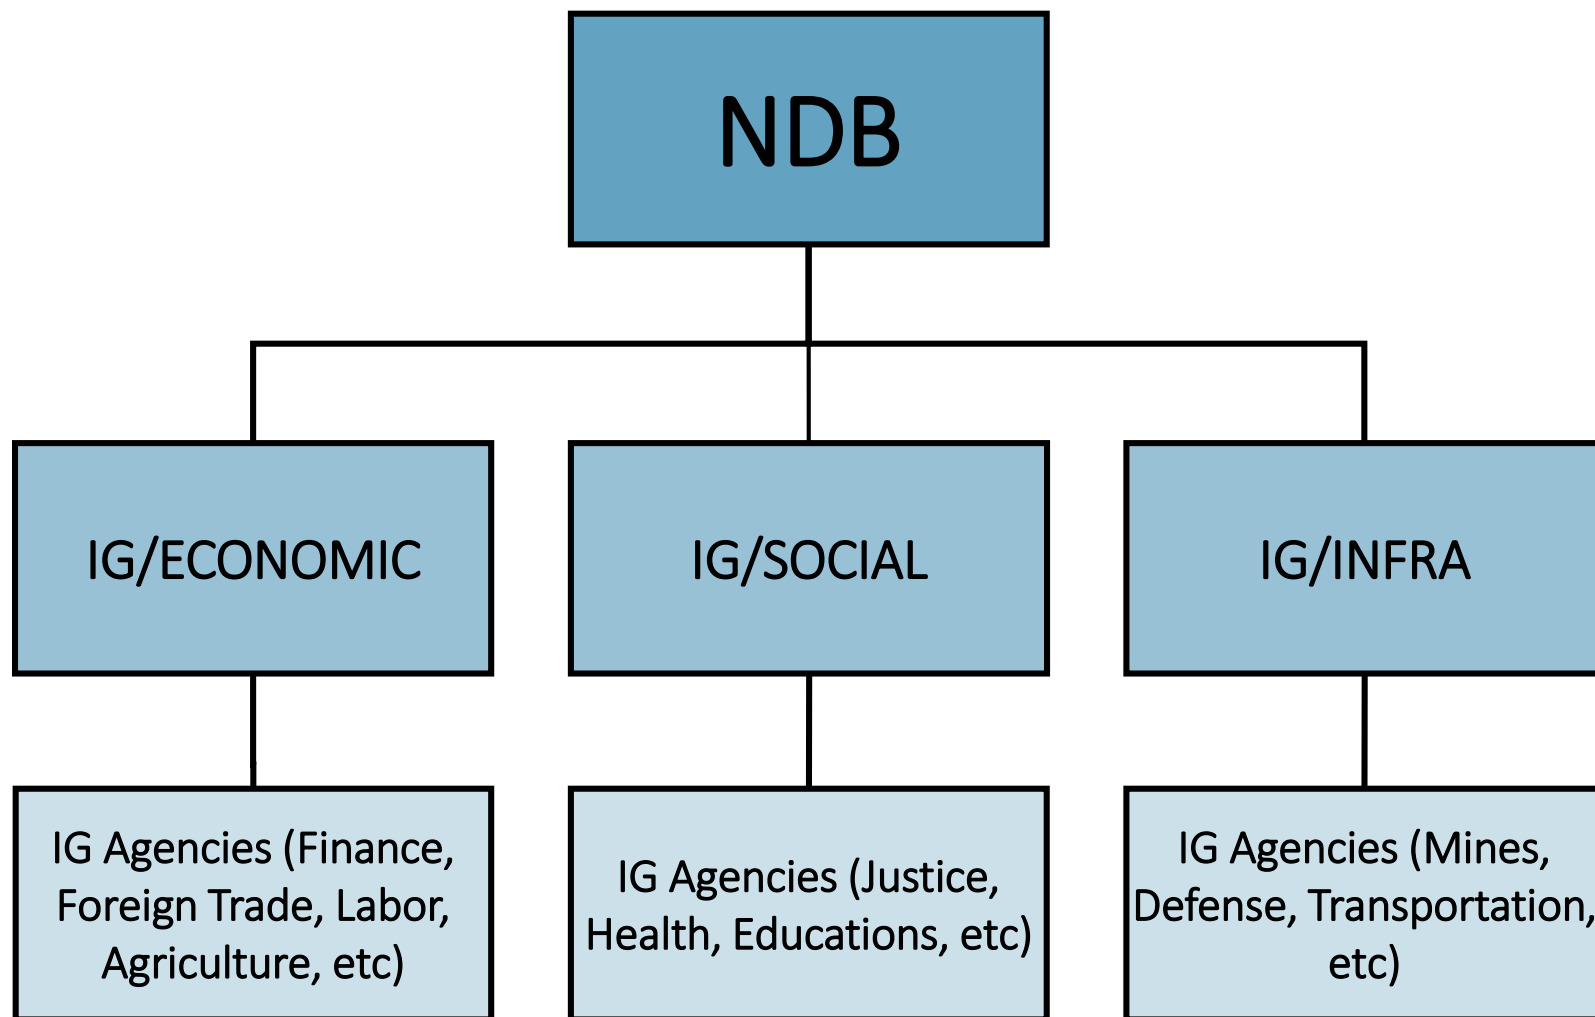 NDB
IG/ECONOMIC
IG/SOCIAL
IG/INFRA
IG Agencies (Finance,
Foreign Trade, Labor,
Agriculture, etc)
IG Agencies (Justice,
Health, Educations, etc)
IG Agencies (Mines,
Defense, Transportation,
etc)